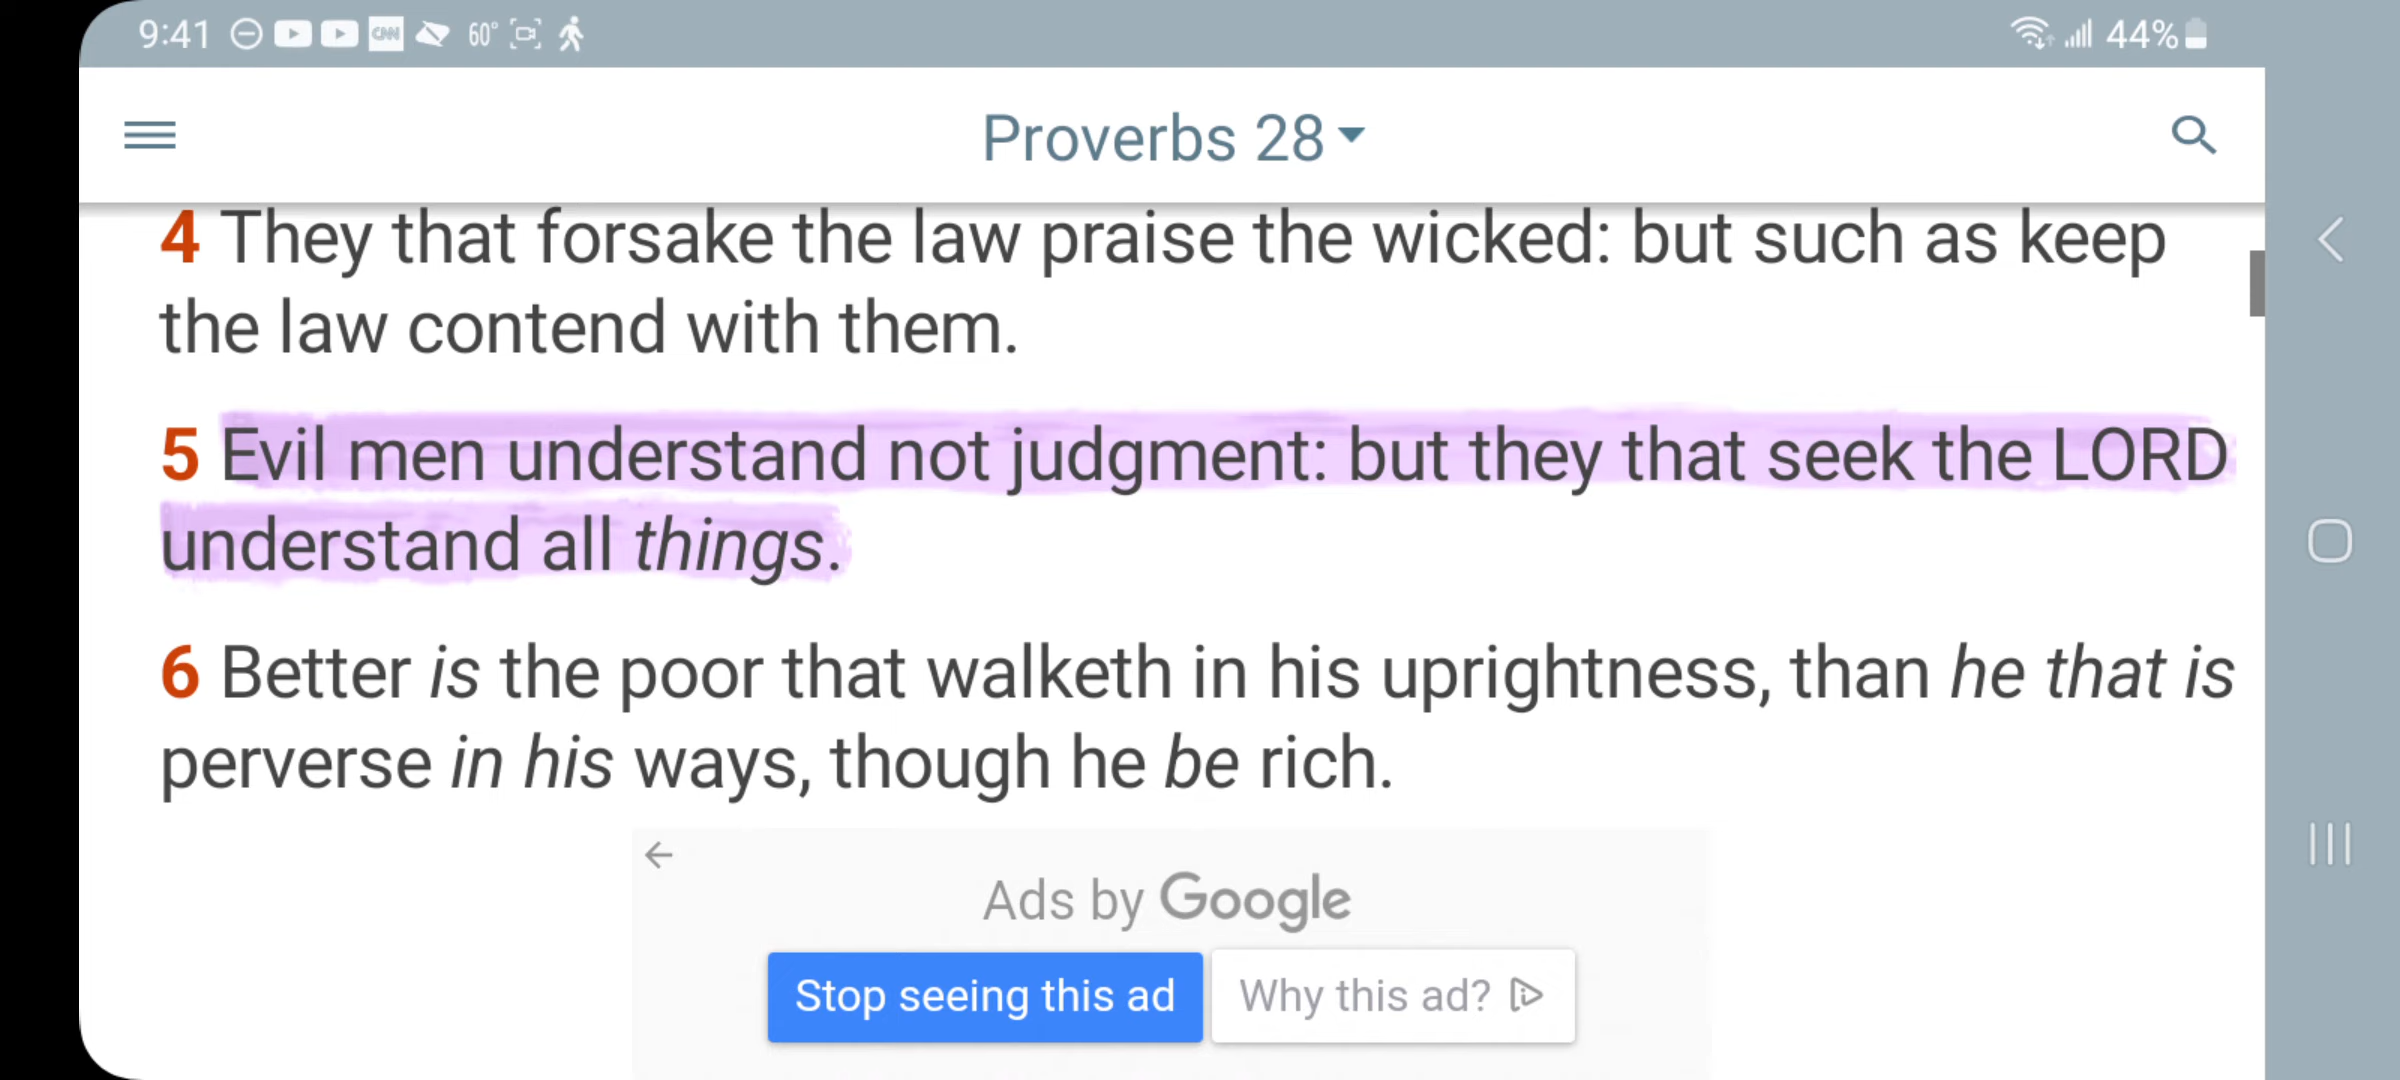 9:41 CNN 60° 44%
Proverbs 28
4 They that forsake the law praise the wicked: but such as keep
the law contend with them.
5 Evil men understand not judgment: but they that seek the LORD
understand all things.
6 Better is the poor that walketh in his uprightness, than he that is
perverse in his ways, though he be rich.
Ads by Google
Stop seeing this ad Why this ad?